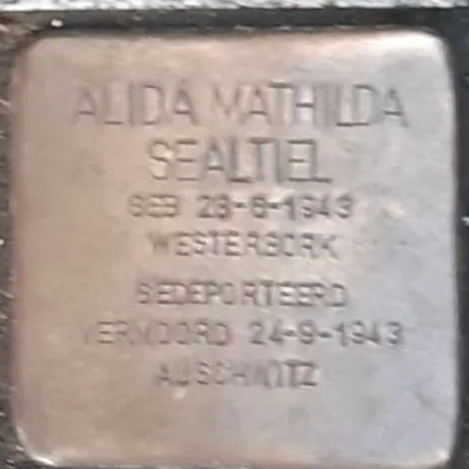 ALIDA MATHILDA
SEALTIEL
GEB 28-6-1943
WESTERBORK
GEDEPORTEERD
VERMOORD 24-9-1943
AUSCHWITZ